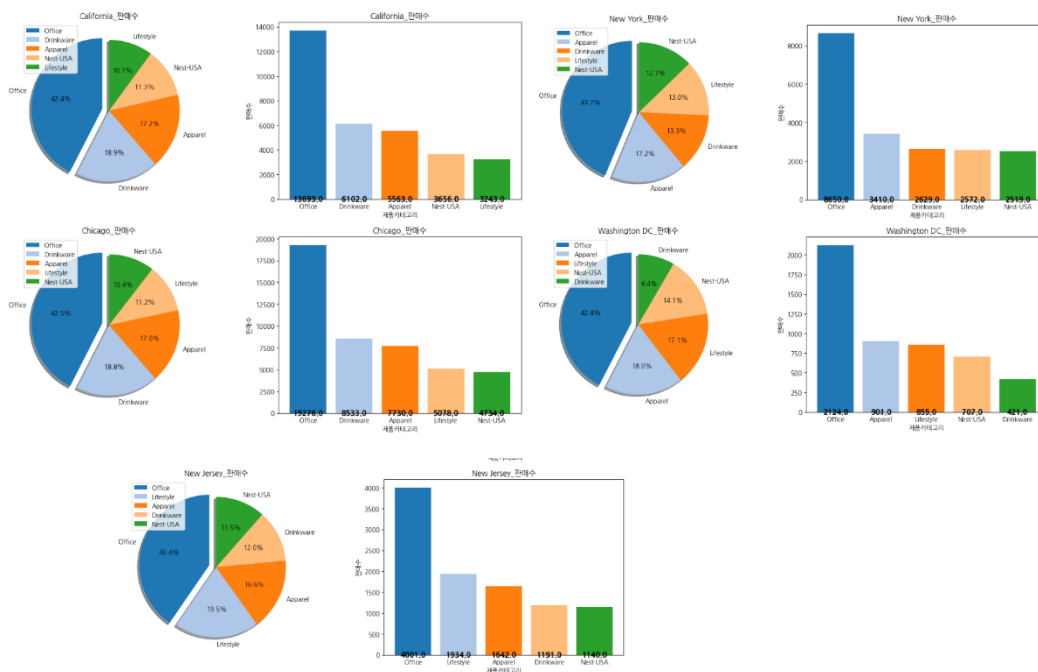 California_판매수
Office
Drinkware
Apparel
Nest-USA
Lifestyle
Lifestyle
Nest-USA
Apparel
Drinkware
Office
10.1%
11.3%
17.2%
18.9%
42.4%
California_판매수
판매수
14000
12000
10000
8000
6000
4000
2000
0
13693,0 6102,0 5563,0 3656,0 3243,0
Office Drinkware Apparel Nest-USA Lifestyle
제품카테고리
New York_판매수
Office
Apparel
Drinkware
Lifestyle
Nest-USA
Nest-USA
Lifestyle
Drinkware
Apparel
Office
12.7%
13.0%
13.3%
17.2%
43.7%
New York_판매수
판매수
8000
6000
4000
2000
0
3410,0 2629,0 2572,0 2519,0
Office Apparel Drinkware Lifestyle Nest-USA
제품카테고리
Chicago_판매수
Office
Drinkware
Apparel
Lifestyle
Nest-USA
Nest-USA
Lifestyle
Apparel
Drinkware
Office
10.4%
11.2%
17.0%
18.8%
42.5%
Chicago_판매수
판매수
20000
17500
15000
12500
10000
7500
5000
2500
0
8533,0 7730,0 5078,0 4734,0
Office Drinkware Apparel Lifestyle Nest-USA
제품카테고리
Washington DC_판매수
Office
Apparel
Lifestyle
Nest-USA
Drinkware
Drinkware
Nest-USA
Lifestyle
Apparel
Office
8.4%
14.1%
17.1%
18.0%
42.4%
Washington DC_판매수
판매수
2000
1750
1500
1250
1000
750
500
250
0
2124,0 901,0 855,0 707,0 421,0
Office Apparel Lifestyle Nest-USA Drinkware
제품카테고리
New Jersey_판매수
Office
Lifestyle
Apparel
Drinkware
Nest-USA
Nest-USA
Drinkware
Apparel
Lifestyle
Office
11.5%
12.0%
16.6%
19.5%
40.4%
New Jersey_판매수
판매수
4000
3500
3000
2500
2000
1500
1000
500
0
4001,0 1934,0 1642,0 1191,0 1140,0
Office Lifestyle Apparel Drinkware Nest-USA
제품카테고리